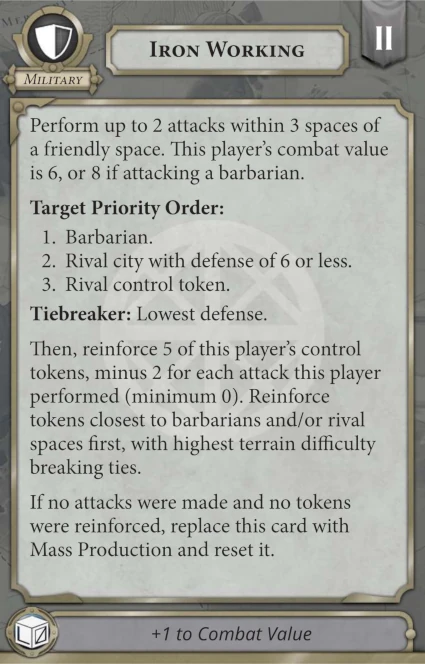 IRON WORKING
II
MILITARY
Perform up to 2 attacks within 3 spaces of
a friendly space. This player's combat value
is 6, or 8 if attacking a barbarian.
Target Priority Order:
1. Barbarian.
2. Rival city with defense of 6 or less.
3. Rival control token.
Tiebreaker: Lowest defense.
Then, reinforce 5 of this player's control
tokens, minus 2 for each attack this player
performed (minimum 0). Reinforce
tokens closest to barbarians and/or rival
spaces first, with highest terrain difficulty
breaking ties.
If no attacks were made and no tokens
were reinforced, replace this card with
Mass Production and reset it.
+1 to Combat Value